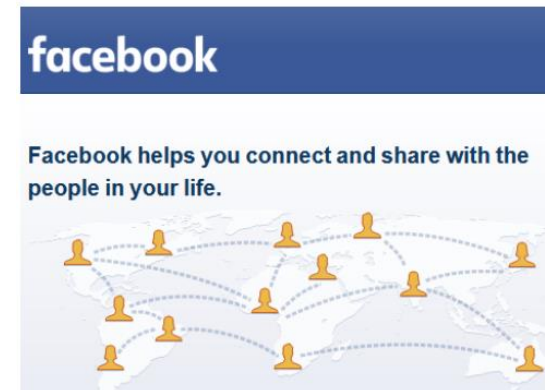 facebook
Facebook helps you connect and share with the
people in your life.